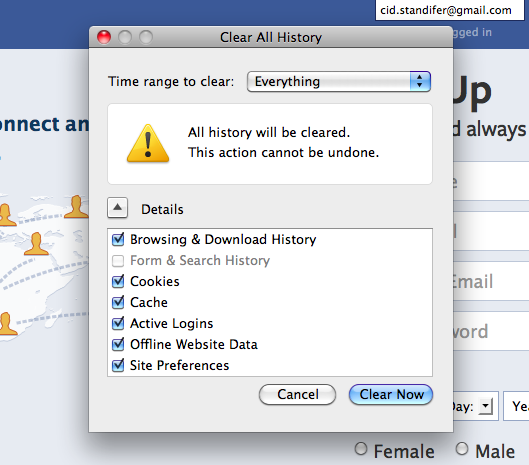 cid.standifer@gmail.com
gged in
Clear All History
Time range to clear: Everything
Up
onnect an
d always
All history will be cleared.
This action cannot be undone.
e
l
Details
Browsing & Download History
Form & Search History
Cookies
Email
Cache
Active Logins
word
Offline Website Data
Site Preferences
Cancel
Clear Now
Day:
Yea
Female
Male